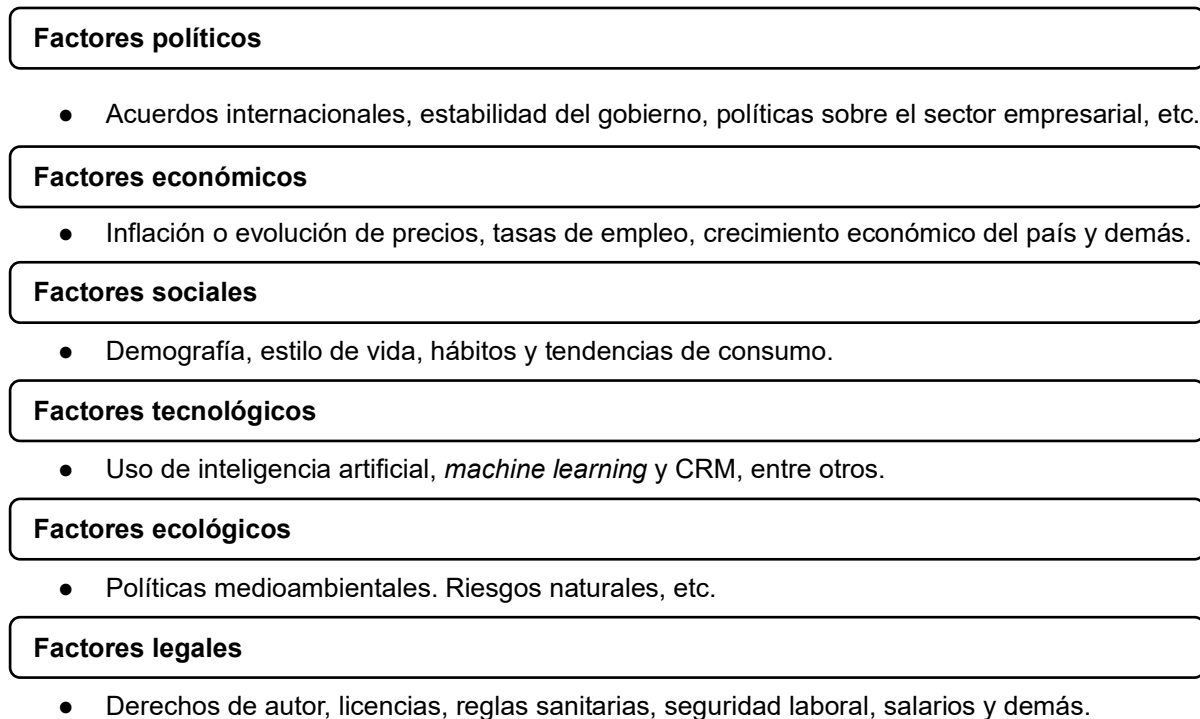 Factores políticos
● Acuerdos internacionales, estabilidad del gobierno, políticas sobre el sector empresarial, etc.
Factores económicos
● Inflación o evolución de precios, tasas de empleo, crecimiento económico del país y demás.
Factores sociales
● Demografía, estilo de vida, hábitos y tendencias de consumo.
Factores tecnológicos
● Uso de inteligencia artificial, machine learning y CRM, entre otros.
Factores ecológicos
● Políticas medioambientales. Riesgos naturales, etc.
Factores legales
● Derechos de autor, licencias, reglas sanitarias, seguridad laboral, salarios y demás.